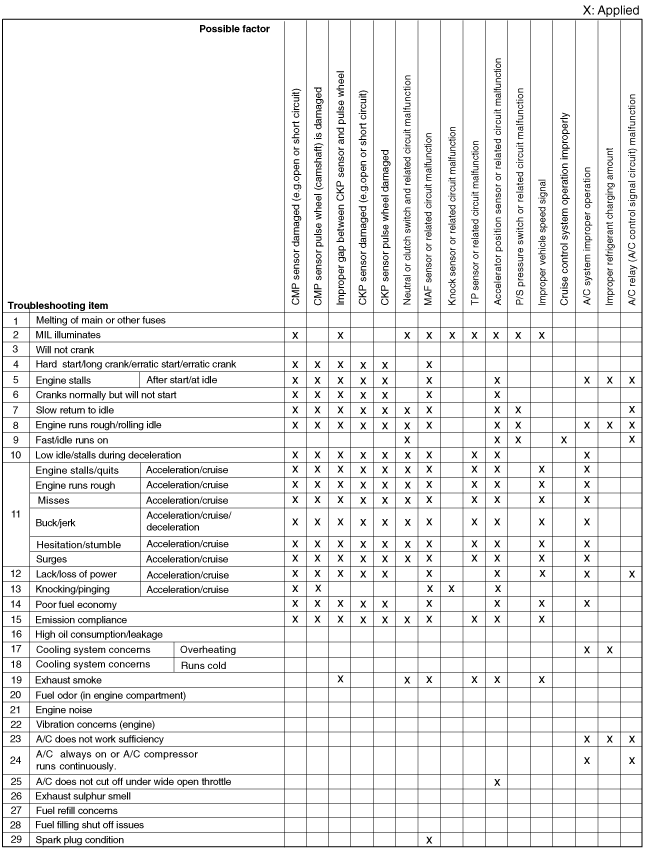 X: Applied
Possible factor
CMP sensor damaged (e.g.open or short circuit)
CMP sensor pulse wheel (camshaft) is damaged
Improper gap between CKP sensor and pulse wheel
CKP sensor damaged (e.g.open or short circuit)
CKP sensor pulse wheel damaged
Neutral or clutch switch and related circuit malfunction
MAF sensor or related circuit malfunction
Knock sensor or related circuit malfunction
TP sensor or related circuit malfunction
Accelerator position sensor or related circuit malfunction
P/S pressure switch or related circuit malfunction
Improper vehicle speed signal
Cruise control system operation improperly
A/C system improper operation
Improper refrigerant charging amount
A/C relay (A/C control signal circuit) malfunction
Troubleshooting item
1 Melting of main or other fuses
2 MIL illuminates X X X X X X X X X
3 Will not crank
4 Hard start/long crank/erratic start/erratic crank X X X X X X
5 Engine stalls After start/at idle X X X X X X X X X X
6 Cranks normally but will not start X X X X X X X
7 Slow return to idle X X X X X X X X X X
8 Engine runs rough/rolling idle X X X X X X X X X X X X
9 Fast/idle runs on X X X X X
10 Low idle/stalls during deceleration X X X X X X X X X X
11 Engine stalls/quits Acceleration/cruise X X X X X X X X X X X
Engine runs rough Acceleration/cruise X X X X X X X X X X X
Misses Acceleration/cruise X X X X X X X X X X X
Buck/jerk Acceleration/cruise/
deceleration X X X X X X X X X X X
Hesitation/stumble Acceleration/cruise X X X X X X X X X X X
Surges Acceleration/cruise X X X X X X X X X X X
12 Lack/loss of power Acceleration/cruise X X X X X X X X X X
13 Knocking/pinging Acceleration/cruise X X X X X
14 Poor fuel economy X X X X X X X X X
15 Emission compliance X X X X X X X X X X
16 High oil consumption/leakage
17 Cooling system concerns Overheating X X
18 Cooling system concerns Runs cold
19 Exhaust smoke X X X X X X
20 Fuel odor (in engine compartment)
21 Engine noise
22 Vibration concerns (engine)
23 A/C does not work sufficiency X X X
24 A/C always on or A/C compressor
runs continuously. X X
25 A/C does not cut off under wide open throttle X
26 Exhaust sulphur smell
27 Fuel refill concerns
28 Fuel filling shut off issues
29 Spark plug condition X